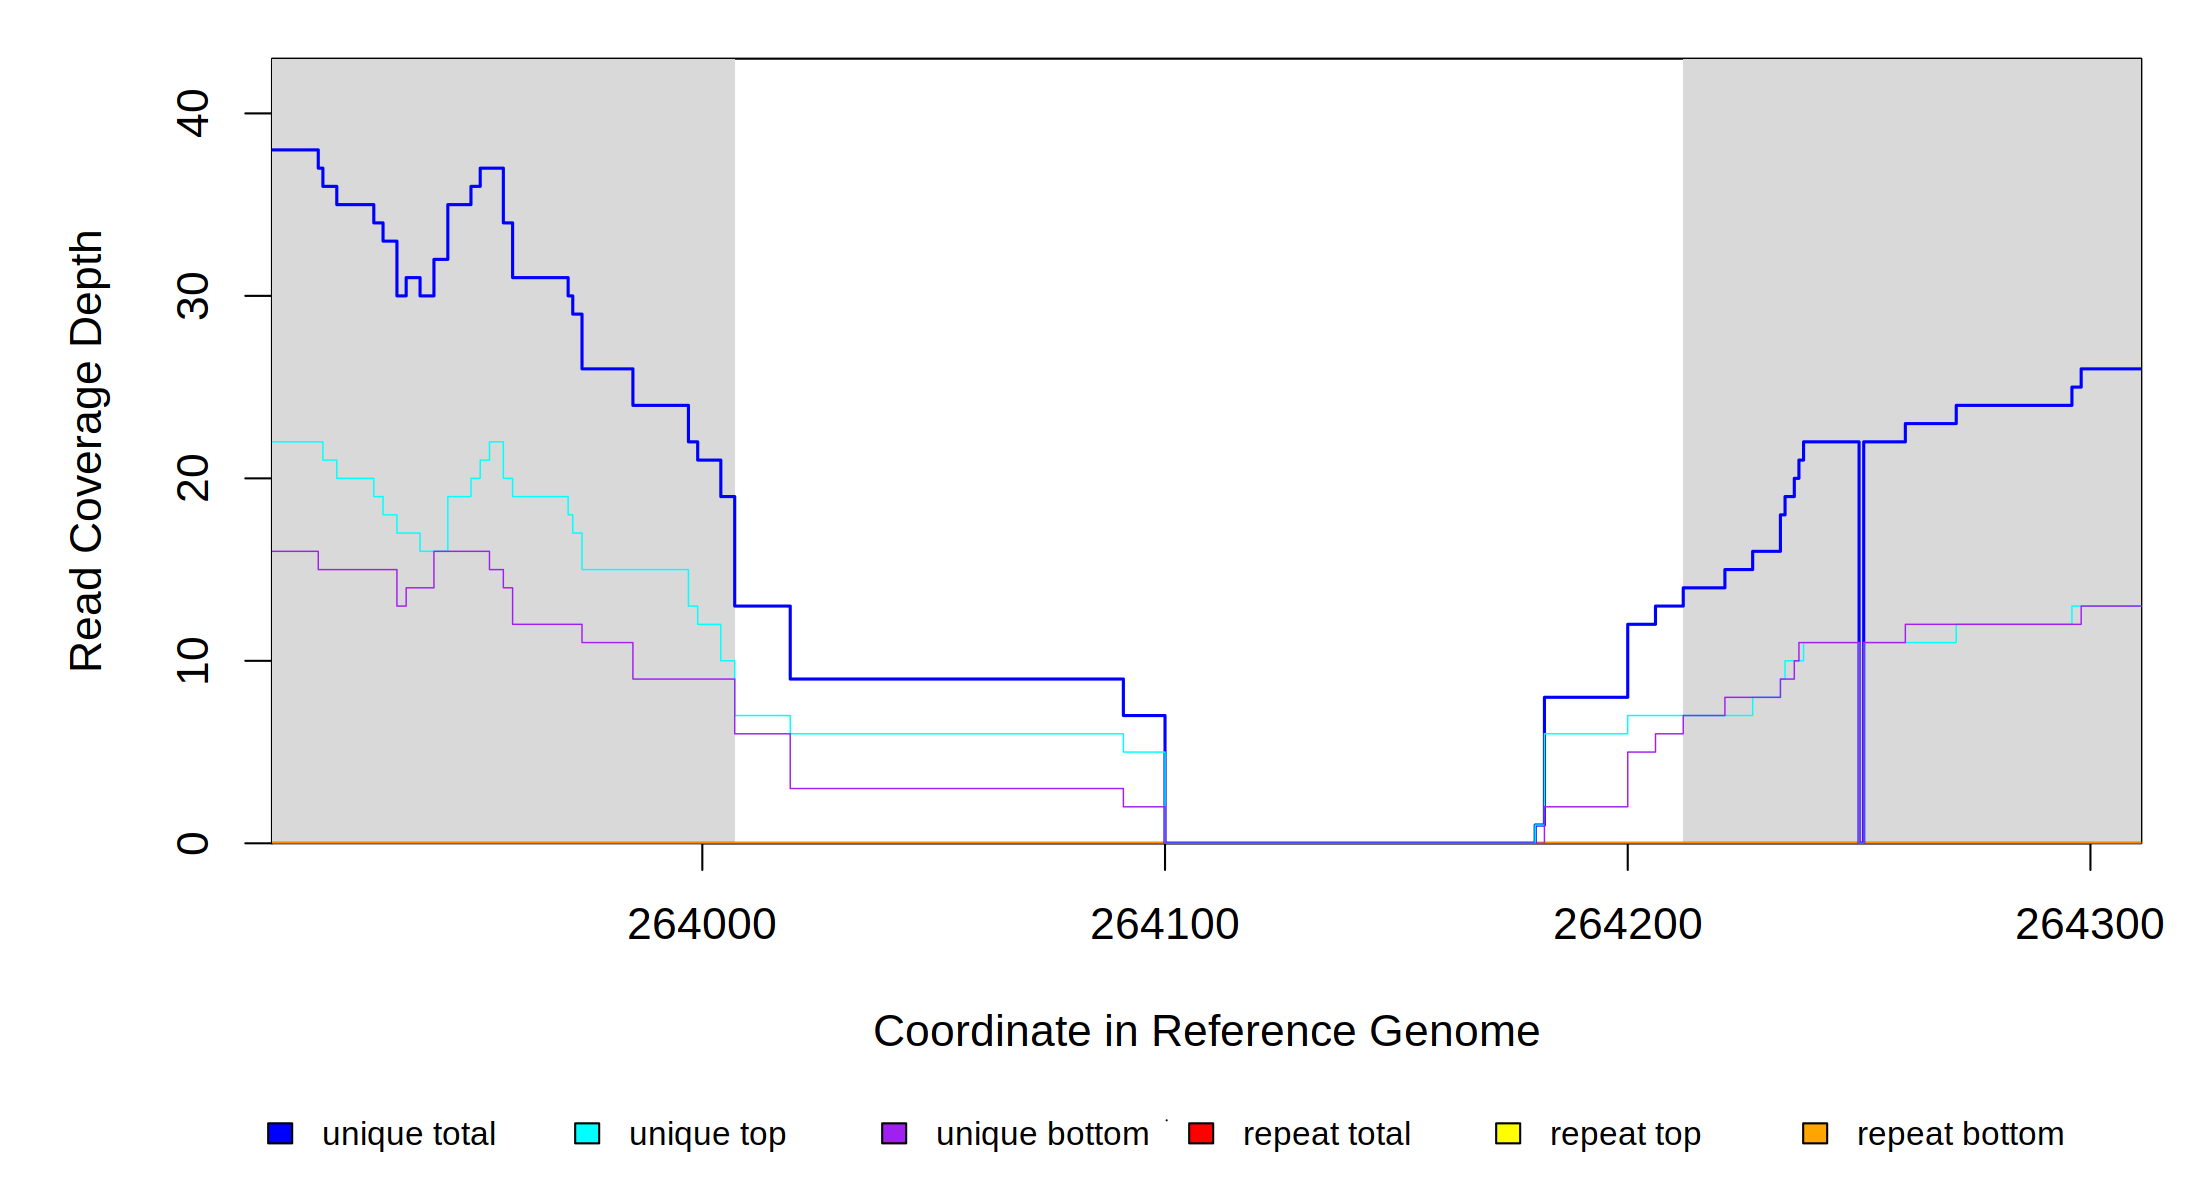 40
30
20
10
0
Read Coverage Depth
264000 264100 264200 264300
Coordinate in Reference Genome
unique total unique top unique bottom repeat total repeat top repeat bottom